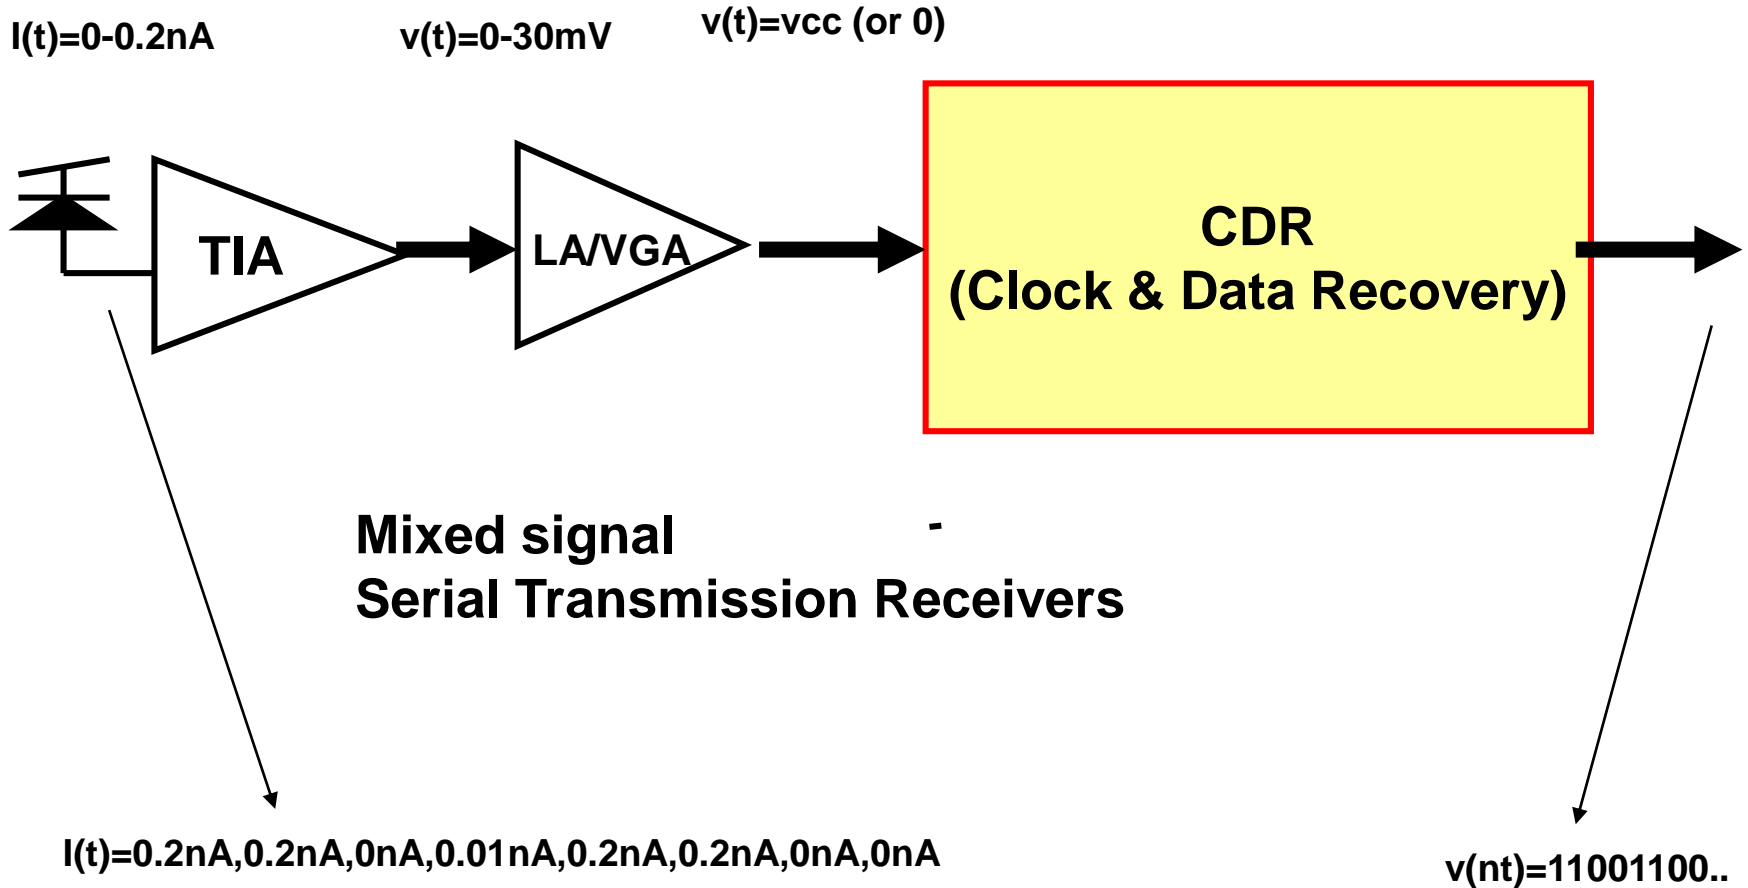 I(t)=0-0.2nA
v(t)=0-30mV
v(t)=vcc (or 0)
TIA
LA/VGA
CDR
(Clock & Data Recovery)
Mixed signal
-
Serial Transmission Receivers
I(t)=0.2nA,0.2nA,0nA,0.01nA,0.2nA,0.2nA,0nA,0nA
v(nt)=11001100..